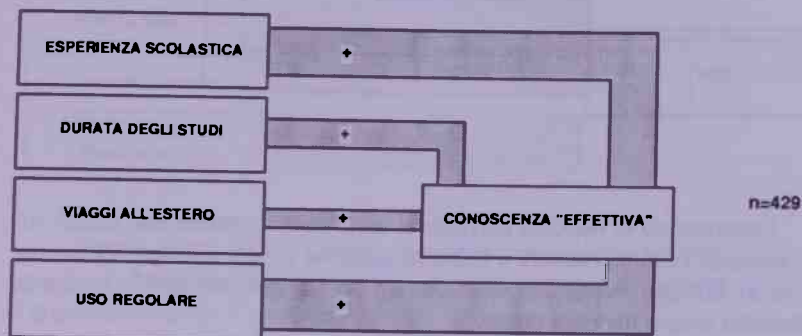 ESPERIENZA SCOLASTICA
+
DURATA DEGLI STUDI
+
VIAGGI ALL'ESTERO
+
CONOSCENZA "EFFETTIVA"
n=429
USO REGOLARE
+